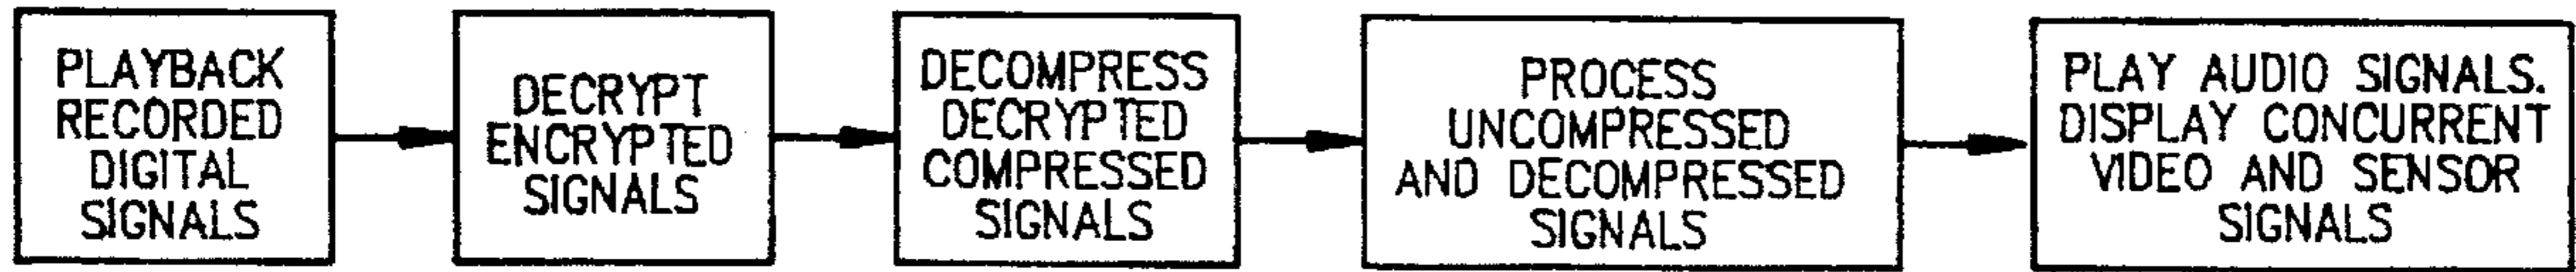 PLAYBACK
RECORDED
DIGITAL
SIGNALS
DECRYPT
ENCRYPTED
SIGNALS
DECOMPRESS
DECRYPTED
COMPRESSED
SIGNALS
PROCESS
UNCOMPRESSED
AND DECOMPRESSED
SIGNALS
PLAY AUDIO SIGNALS.
DISPLAY CONCURRENT
VIDEO AND SENSOR
SIGNALS